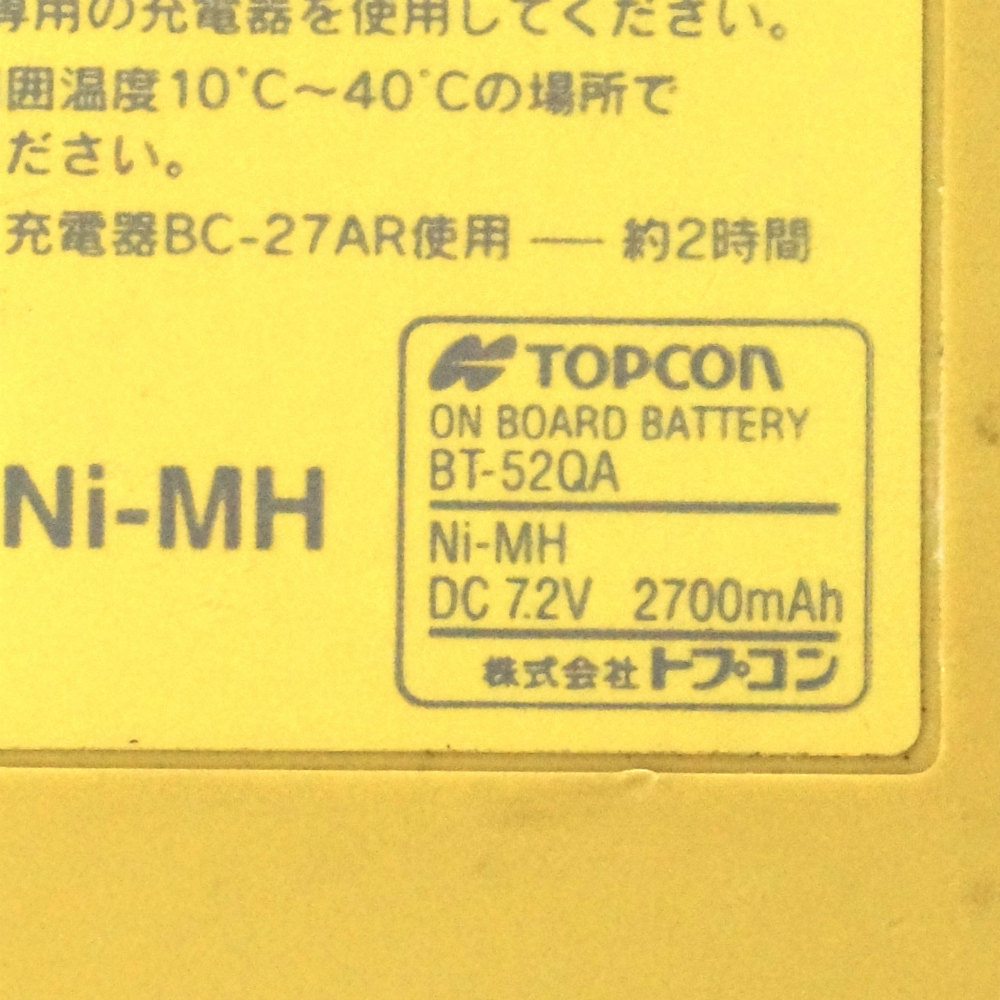 専用の充電器を使用してください。
囲温度10°C～40°Cの場所で
ださい。
充電器BC-27AR使用 ── 約2時間
TOPCON
ON BOARD BATTERY
BT-52QA
Ni-MH
Ni-MH
DC 7.2V 2700mAh
株式会社トプコン